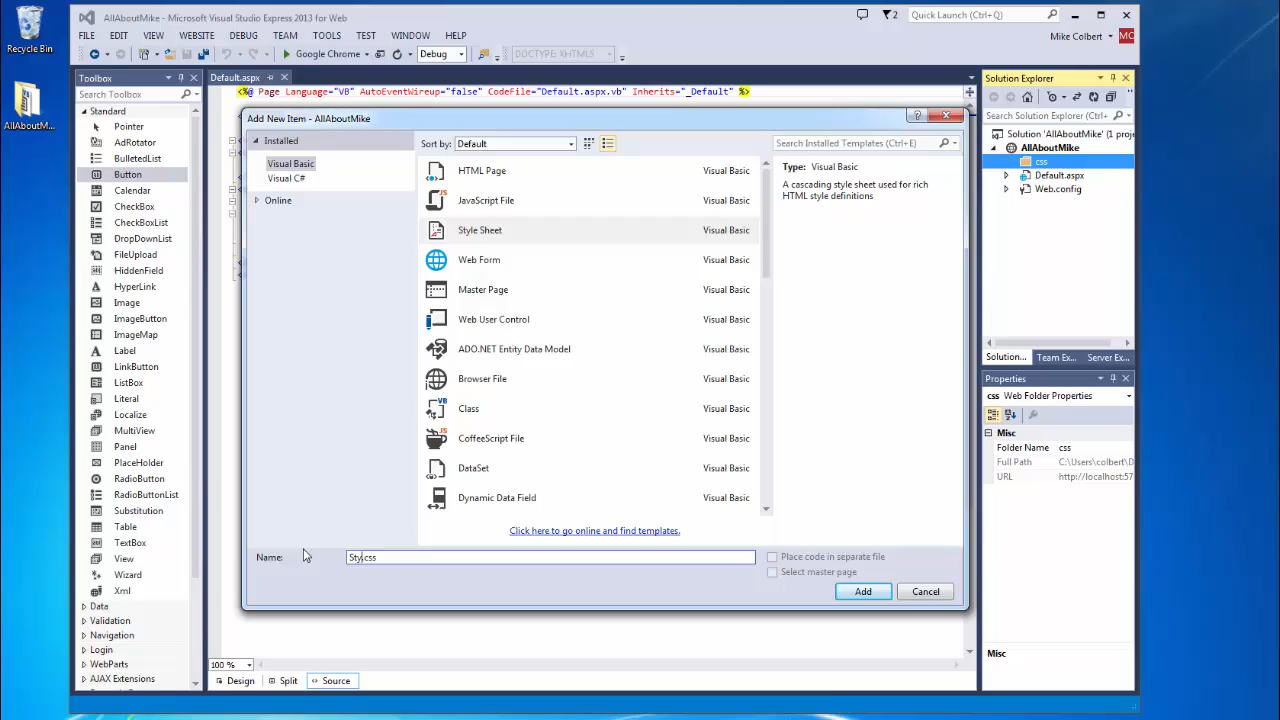 Recycle Bin
AllAboutM...
AllAboutMike - Microsoft Visual Studio Express 2013 for Web
2
Quick Launch (Ctrl+Q)
FILE EDIT VIEW WEBSITE DEBUG TEAM TOOLS TEST WINDOW HELP
Mike Colbert MC
Google Chrome Debug DOCTYPE: XHTML5
Toolbox
Search Toolbox
Standard
Pointer
AdRotator
BulletedList
Button
Calendar
CheckBox
CheckBoxList
DropDownList
FileUpload
HiddenField
HyperLink
Image
ImageButton
ImageMap
Label
LinkButton
ListBox
Literal
Localize
MultiView
Panel
PlaceHolder
RadioButton
RadioButtonList
Substitution
Table
TextBox
View
Wizard
Xml
Data
Validation
Navigation
Login
WebParts
AJAX Extensions
Default.aspx
<%@ Page Language="VB" AutoEventWireup="false" CodeFile="Default.aspx.vb" Inherits="_Default" %>
Add New Item - AllAboutMike
Installed
Visual Basic
Visual C#
Online
Sort by: Default
Search Installed Templates (Ctrl+E)
HTML Page Visual Basic
JavaScript File Visual Basic
Style Sheet Visual Basic
Web Form Visual Basic
Master Page Visual Basic
Web User Control Visual Basic
ADO.NET Entity Data Model Visual Basic
Browser File Visual Basic
Class Visual Basic
CoffeeScript File Visual Basic
DataSet Visual Basic
Dynamic Data Field Visual Basic
Click here to go online and find templates.
Type: Visual Basic
A cascading style sheet used for rich
HTML style definitions
Name: Sty.css
Place code in separate file
Select master page
Add Cancel
100 %
Design Split Source
Solution Explorer
Search Solution Explorer (Ctrl+
Solution 'AllAboutMike' (1 proj
AllAboutMike
css
Default.aspx
Web.config
Solution... Team Ex... Server Ex...
Properties
css Web Folder Properties
Misc
Folder Name css
Full Path C:\Users\colbert\D
URL http://localhost:57
Misc